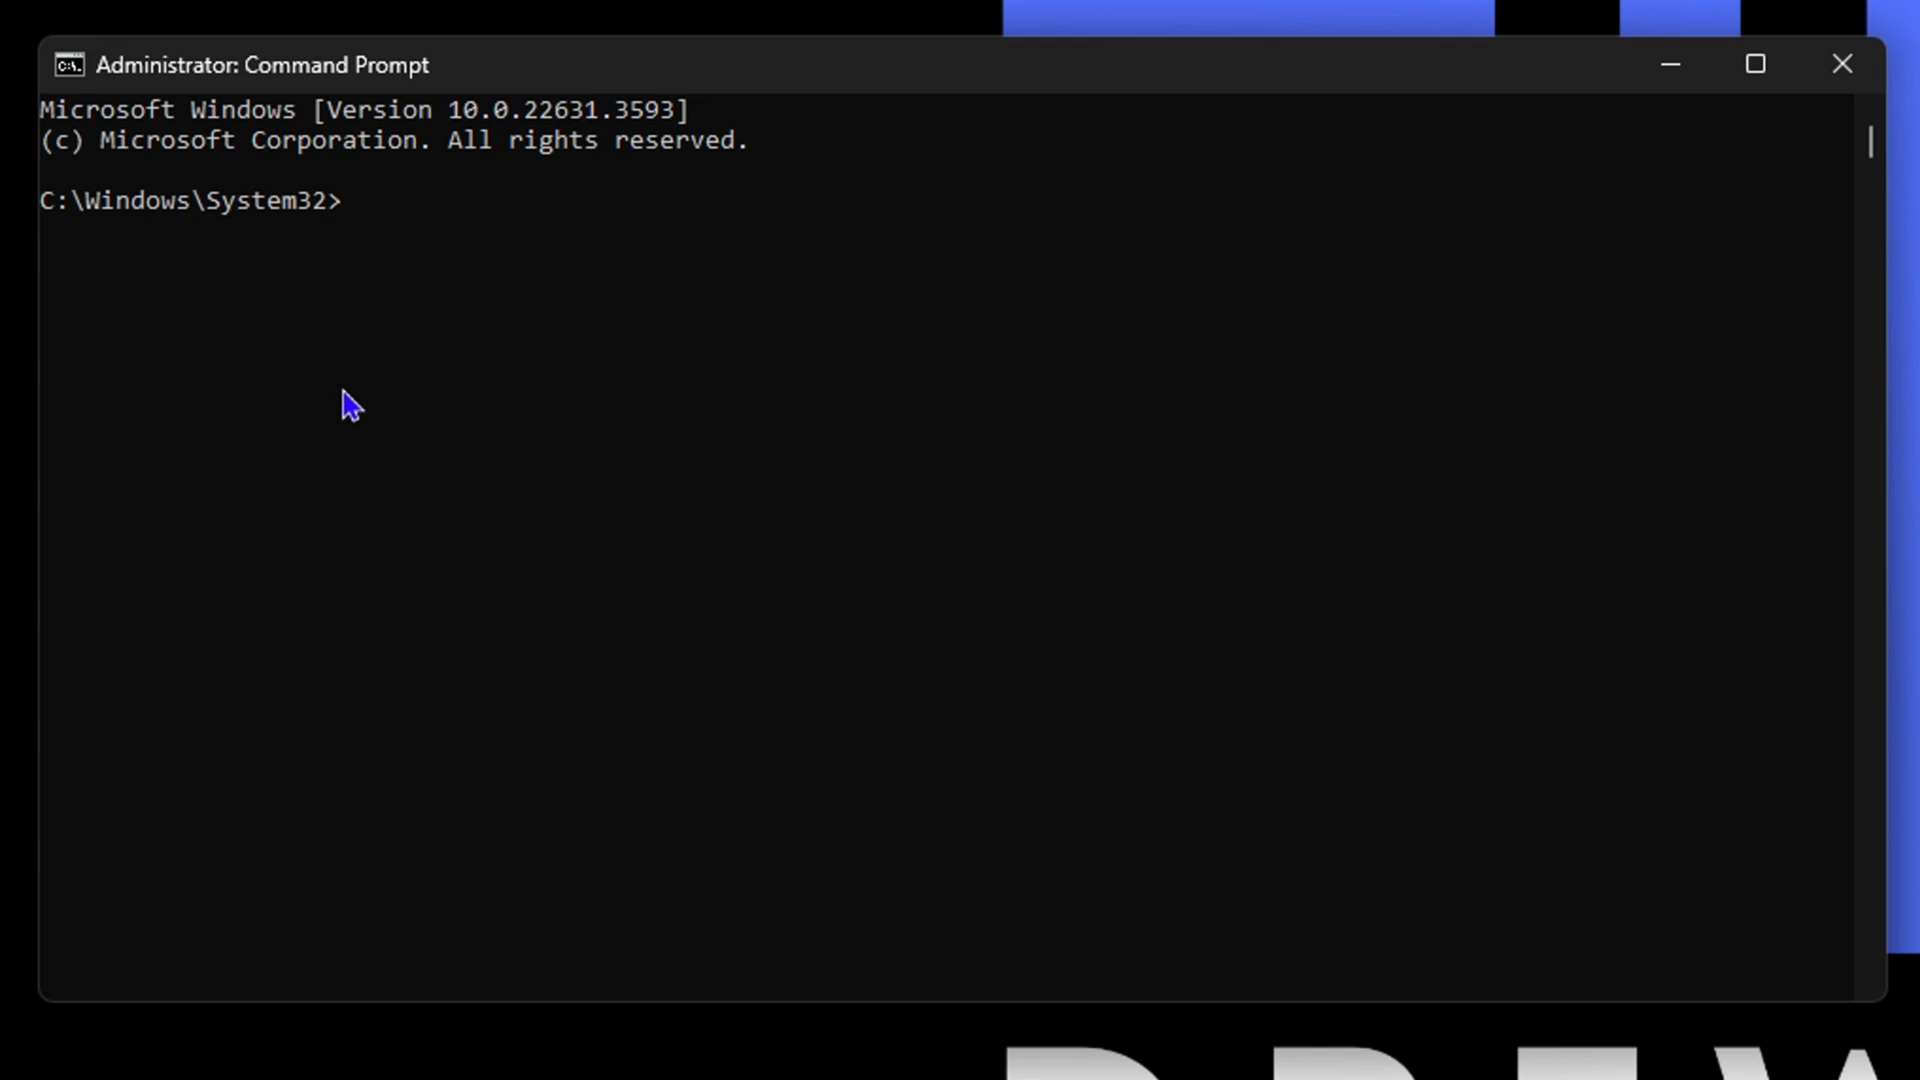 Administrator: Command Prompt
Microsoft Windows [Version 10.0.22631.3593]
(c) Microsoft Corporation. All rights reserved.
C:\Windows\System32>